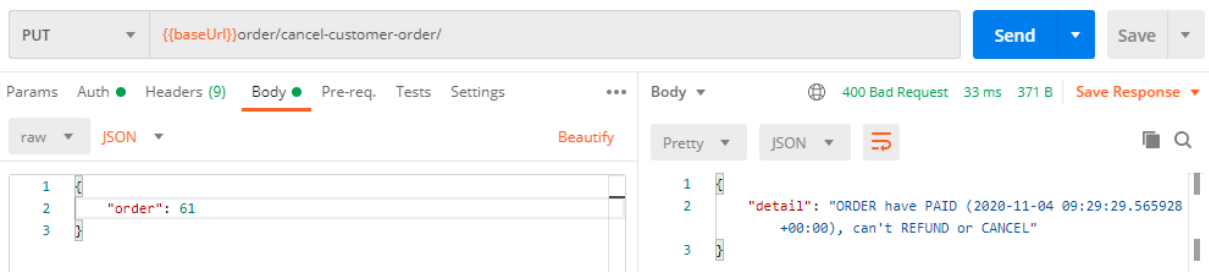 PUT {{baseUrl}}order/cancel-customer-order/ Send Save
Params Auth Headers (9) Body Pre-req. Tests Settings ••• Body 400 Bad Request 33 ms 371 B Save Response
raw JSON Beautify
Pretty JSON
1 {
2 "order": 61
3 }
1 {
2 "detail": "ORDER have PAID (2020-11-04 09:29:29.565928
+00:00), can't REFUND or CANCEL"
3 }